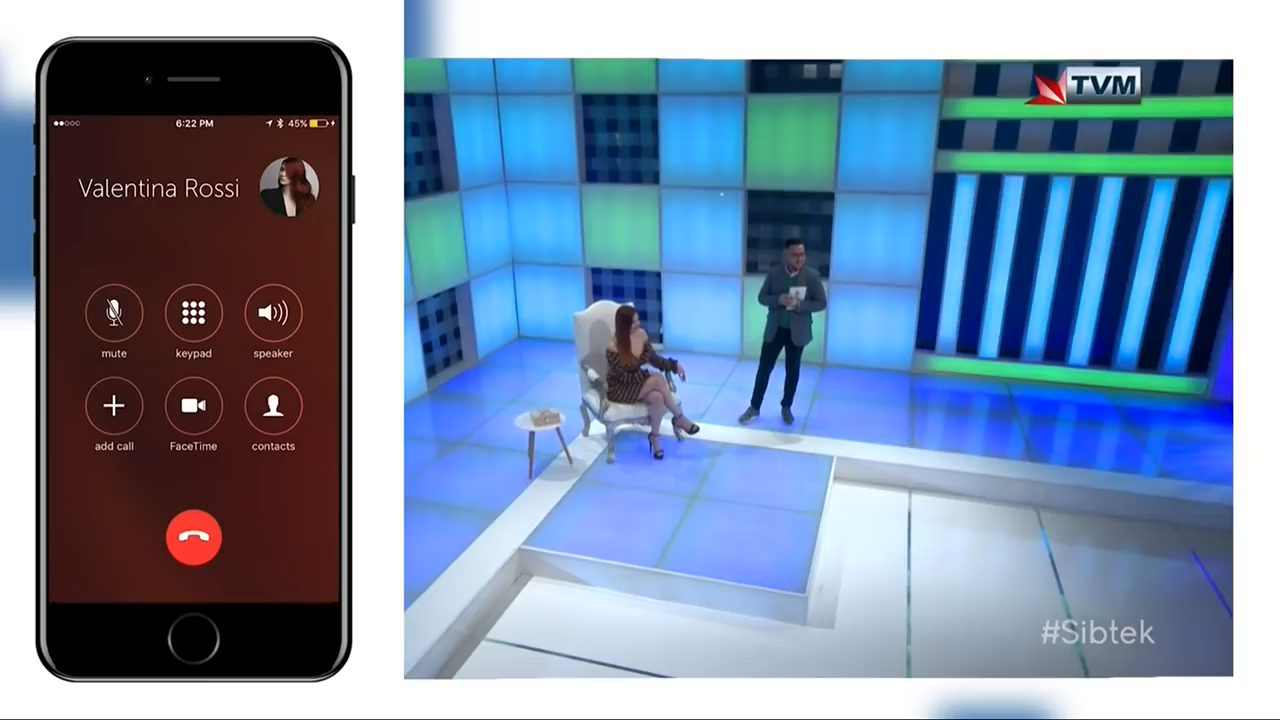 6:22 PM
45%
Valentina Rossi
mute
keypad
speaker
add call
FaceTime
contacts
TVM
#Sibtek